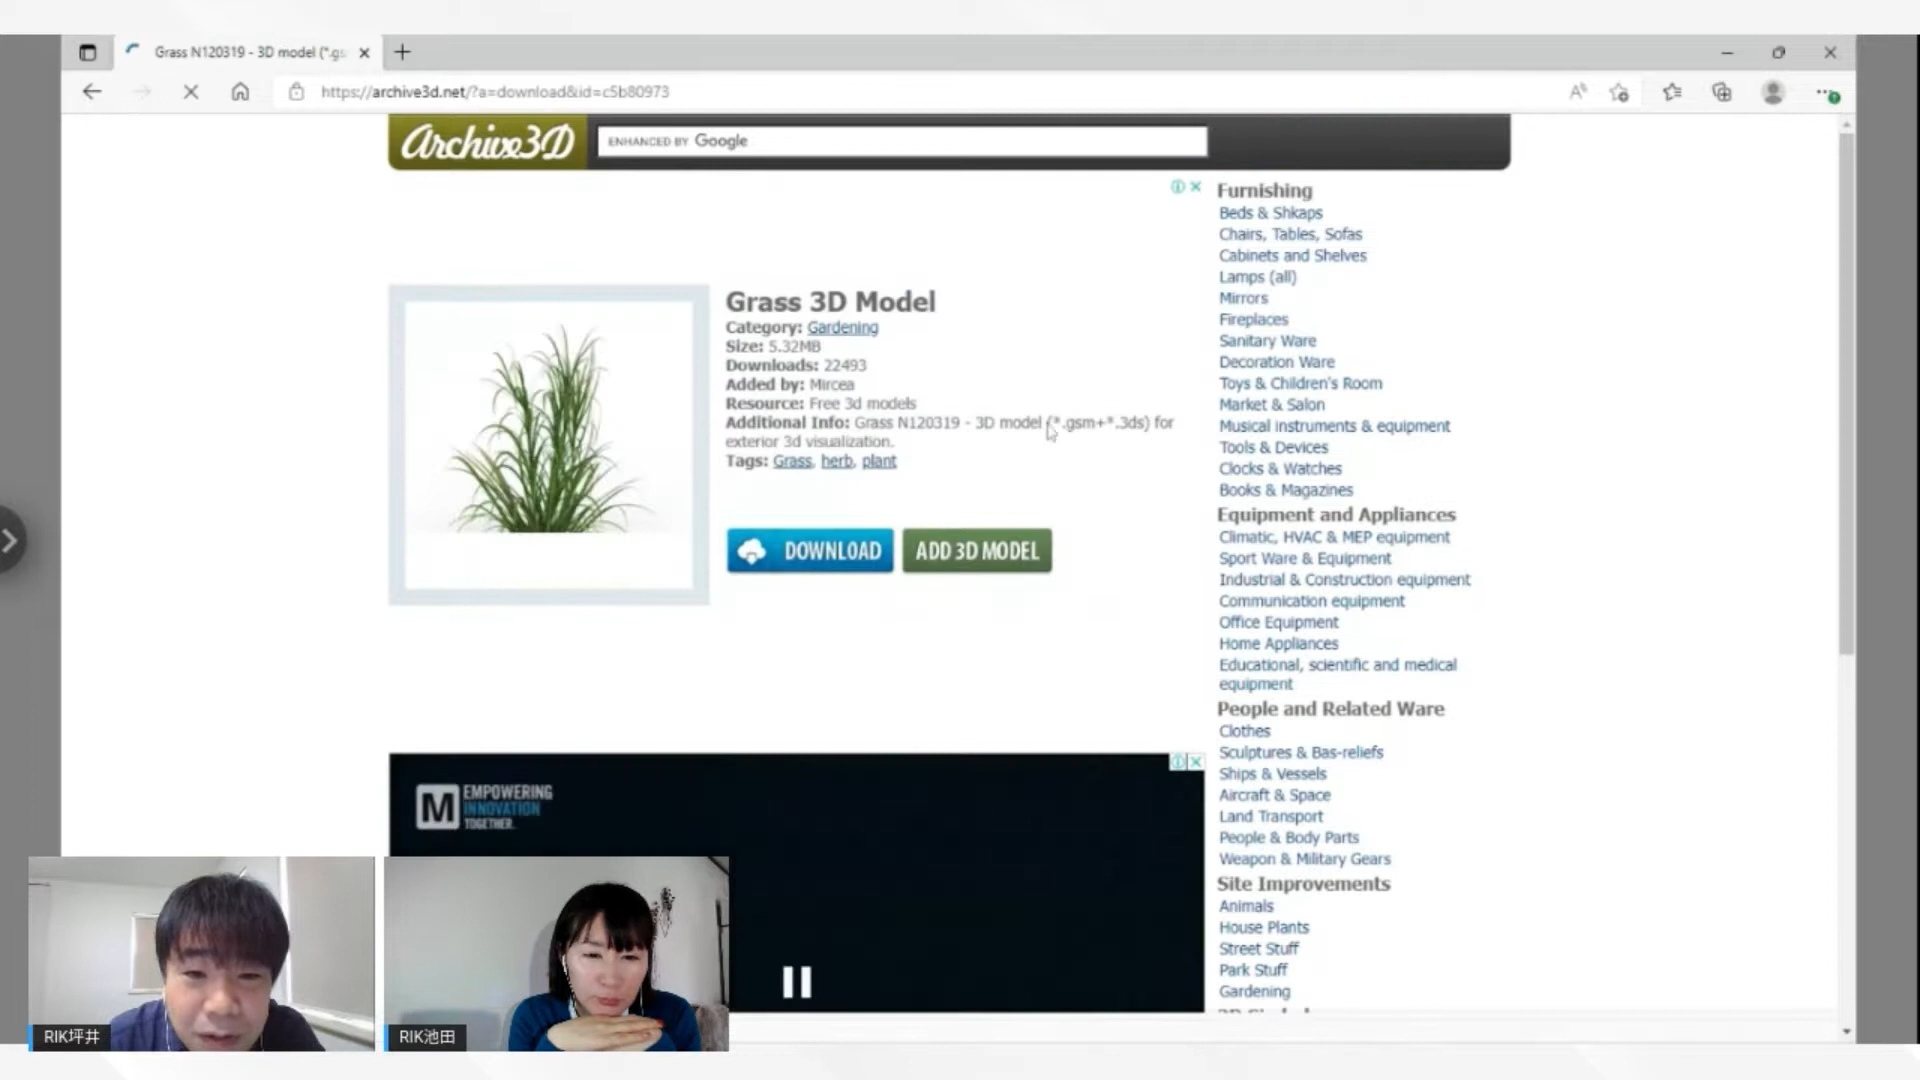 Grass N120319 - 3D model (*.gs
https://archive3d.net/?a=download&id=c5b80973
Archive3D
ENHANCED BY Google
Grass 3D Model
Category: Gardening
Size: 5.32MB
Downloads: 22493
Added by: Mircea
Resource: Free 3d models
Additional Info: Grass N120319 - 3D model (*.gsm+*.3ds) for
exterior 3d visualization.
Tags: Grass, herb, plant
DOWNLOAD
ADD 3D MODEL
M EMPOWERING
INNOVATION
TOGETHER.
Furnishing
Beds & Shkaps
Chairs, Tables, Sofas
Cabinets and Shelves
Lamps (all)
Mirrors
Fireplaces
Sanitary Ware
Decoration Ware
Toys & Children's Room
Market & Salon
Musical instruments & equipment
Tools & Devices
Clocks & Watches
Books & Magazines
Equipment and Appliances
Climatic, HVAC & MEP equipment
Sport Ware & Equipment
Industrial & Construction equipment
Communication equipment
Office Equipment
Home Appliances
Educational, scientific and medical
equipment
People and Related Ware
Clothes
Sculptures & Bas-reliefs
Ships & Vessels
Aircraft & Space
Land Transport
People & Body Parts
Weapon & Military Gears
Site Improvements
Animals
House Plants
Street Stuff
Park Stuff
Gardening
RIK坪井
RIK池田